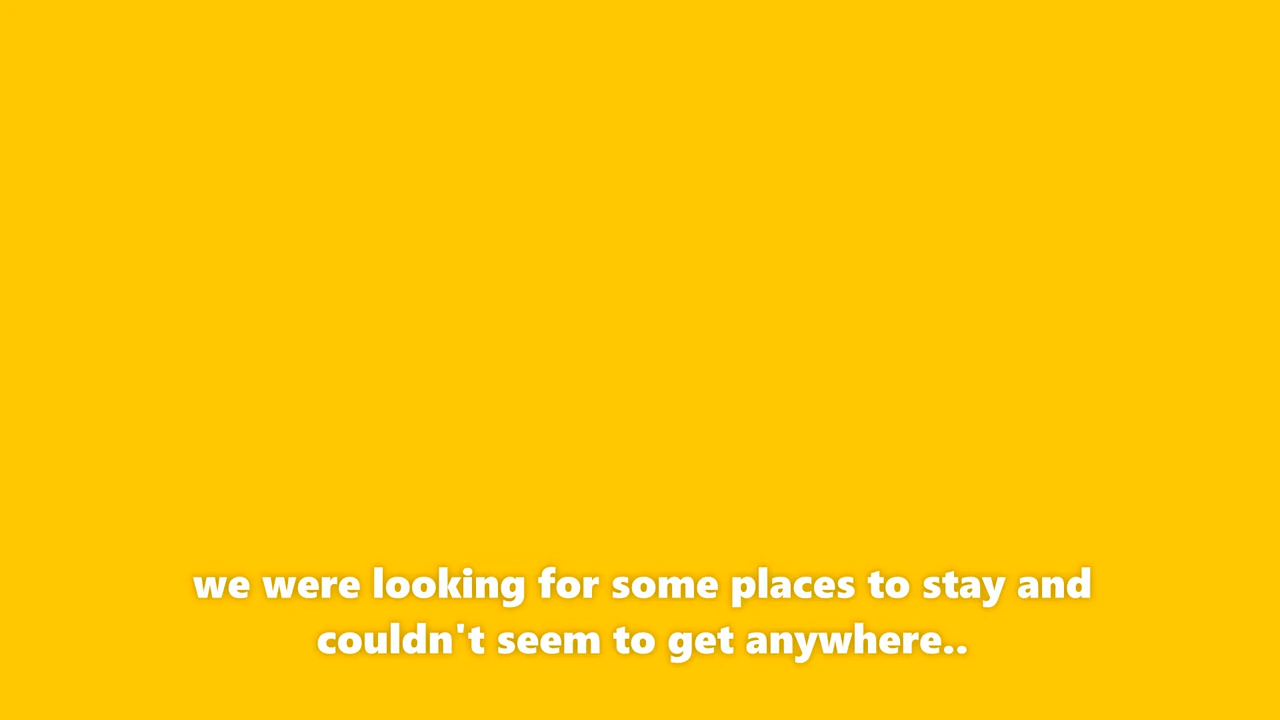 we were looking for some places to stay and
couldn't seem to get anywhere..